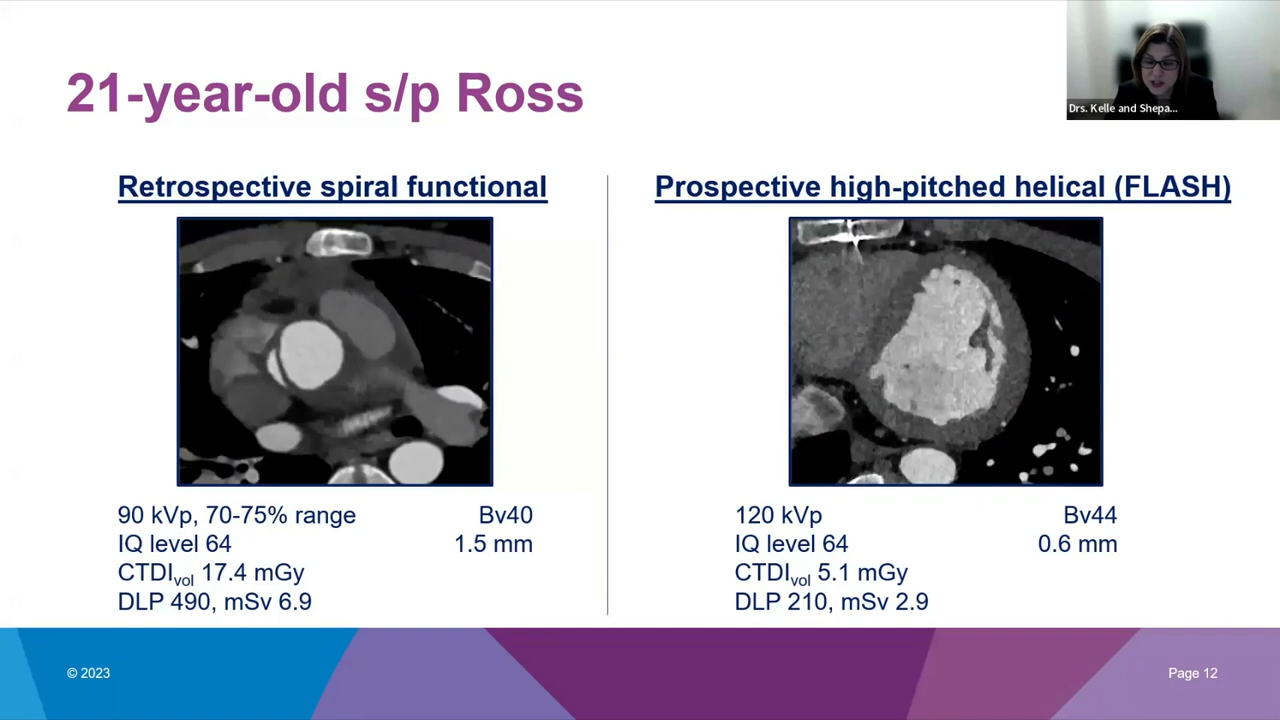 21-year-old s/p Ross
Drs. Kelle and Shepa...
Retrospective spiral functional
90 kVp, 70-75% range
Bv40
IQ level 64
1.5 mm
CTDIvol 17.4 mGy
DLP 490, mSv 6.9
Prospective high-pitched helical (FLASH)
120 kVp
Bv44
IQ level 64
0.6 mm
CTDIvol 5.1 mGy
DLP 210, mSv 2.9
© 2023
Page 12